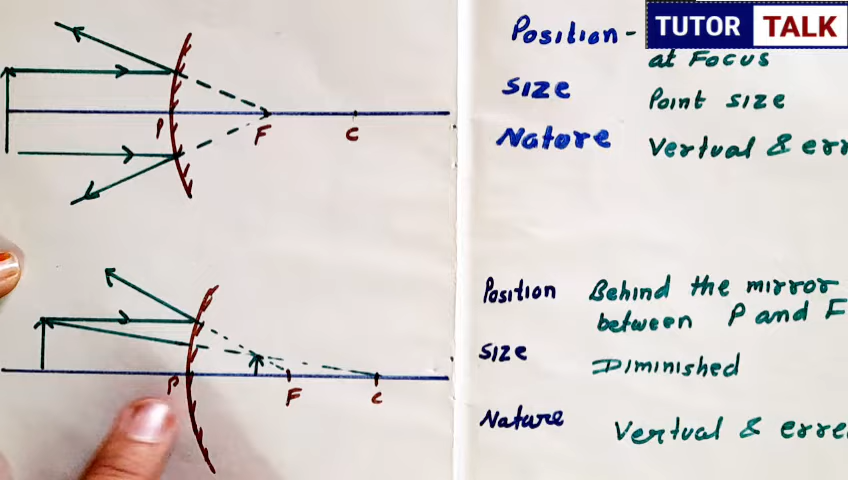 TUTOR TALK
Position -
at Focus
Size
Point size
Nature
Vertual & err
P
F
C
Position Behind the mirror
between P and F
Size
Diminished
Nature
Vertual & erre
P
F
C